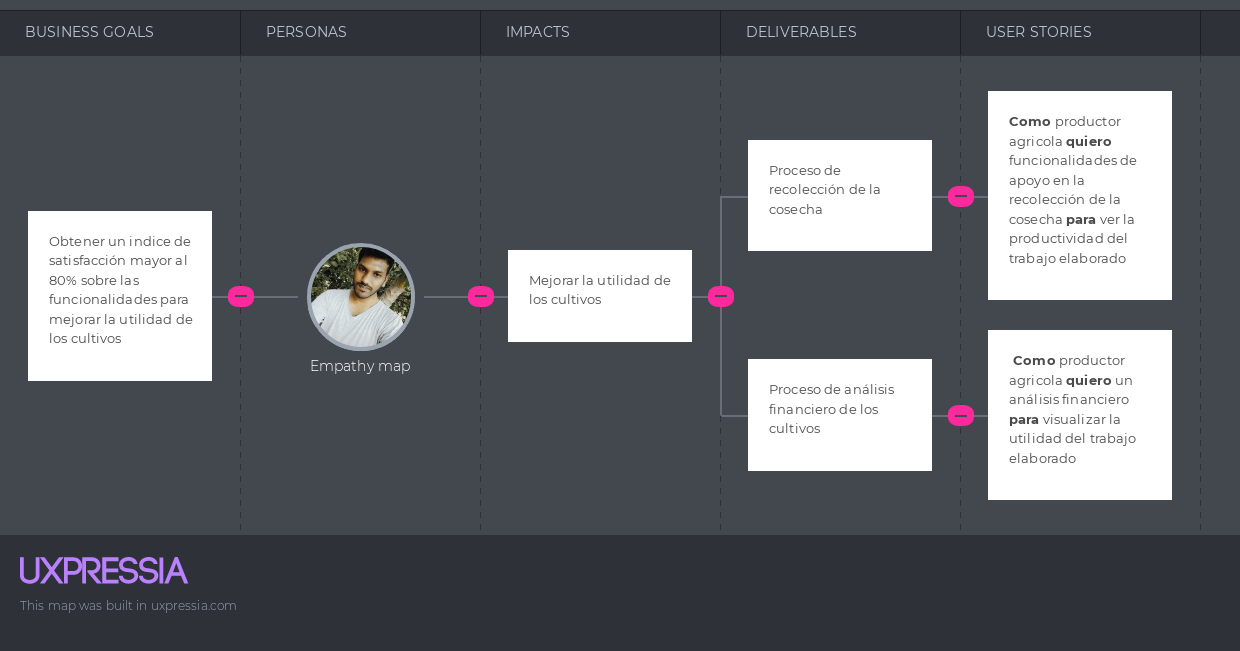 BUSINESS GOALS
PERSONAS
IMPACTS
DELIVERABLES
USER STORIES
Obtener un indice de
satisfacción mayor al
80% sobre las
funcionalidades para
mejorar la utilidad de
los cultivos
Empathy map
Mejorar la utilidad de
los cultivos
Proceso de
recolección de la
cosecha
Como productor
agricola quiero
funcionalidades de
apoyo en la
recolección de la
cosecha para ver la
productividad del
trabajo elaborado
Proceso de análisis
financiero de los
cultivos
Como productor
agricola quiero un
análisis financiero
para visualizar la
utilidad del trabajo
elaborado
UXPRESSIA
This map was built in uxpressia.com